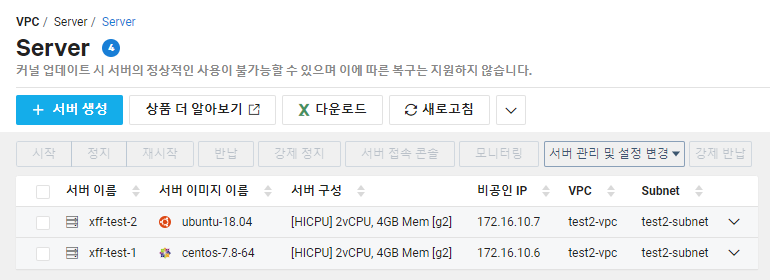 VPC / Server / Server
Server 4
커널 업데이트 시 서버의 정상적인 사용이 불가능할 수 있으며 이에 따른 복구는 지원하지 않습니다.
+ 서버 생성 상품 더 알아보기 다운로드 새로고침
시작 정지 재시작 반납 강제 정지 서버 접속 콘솔 모니터링 서버 관리 및 설정 변경 강제 반납
서버 이름 서버 이미지 이름 서버 구성 비공인 IP VPC Subnet
xff-test-2 ubuntu-18.04 [HICPU] 2vCPU, 4GB Mem [g2] 172.16.10.7 test2-vpc test2-subnet
xff-test-1 centos-7.8-64 [HICPU] 2vCPU, 4GB Mem [g2] 172.16.10.6 test2-vpc test2-subnet